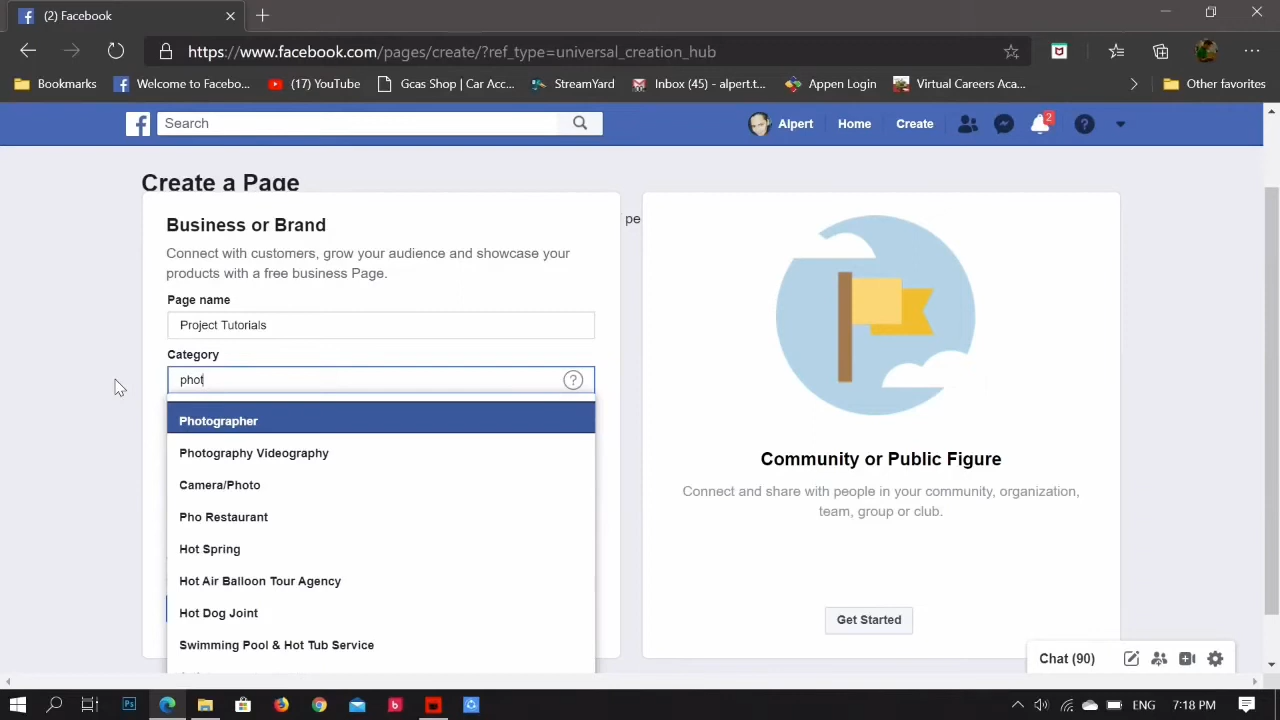 (2) Facebook
https://www.facebook.com/pages/create/?ref_type=universal_creation_hub
Bookmarks
Welcome to Facebo...
(17) YouTube
Gcas Shop | Car Acc...
StreamYard
Inbox (45) - alpert.t...
Appen Login
Virtual Careers Aca...
Other favorites
Search
Alpert
Home
Create
2
Create a Page
Business or Brand
Connect with customers, grow your audience and showcase your
products with a free business Page.
Page name
Project Tutorials
Category
phot
Photographer
Photography Videography
Camera/Photo
Pho Restaurant
Hot Spring
Hot Air Balloon Tour Agency
Hot Dog Joint
Swimming Pool & Hot Tub Service
pe
Community or Public Figure
Connect and share with people in your community, organization,
team, group or club.
Get Started
Chat (90)
Ps
b
ENG
7:18 PM